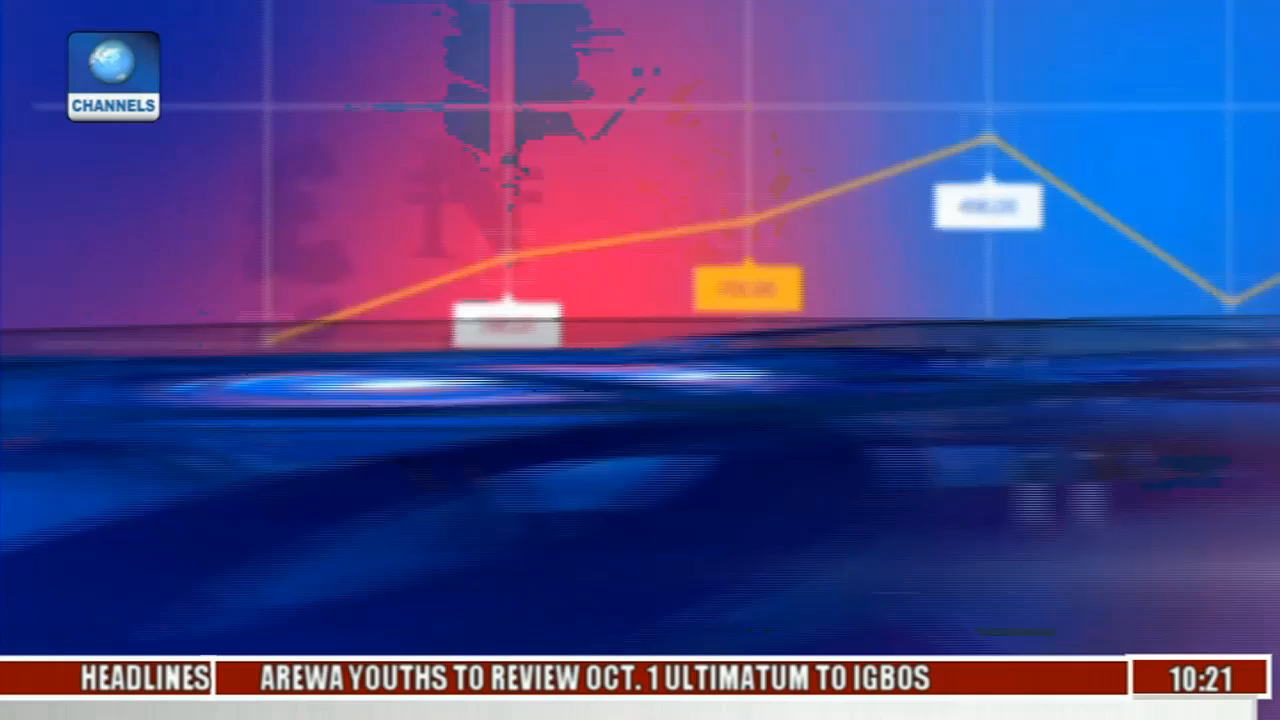 CHANNELS
HEADLINES
AREWA YOUTHS TO REVIEW OCT. 1 ULTIMATUM TO IGBOS
10:21